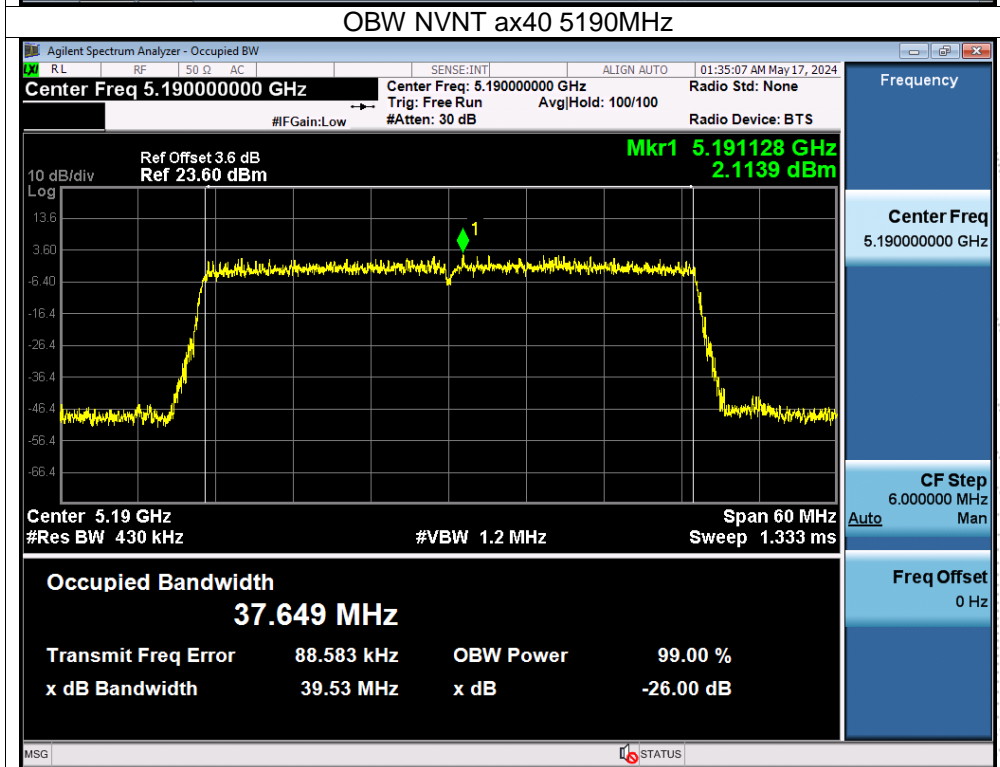 OBW NVNT ax40 5190MHz
Agilent Spectrum Analyzer - Occupied BW
LXI RL RF 50 Ω AC SENSE:INT ALIGN AUTO 01:35:07 AM May 17, 2024
Center Freq 5.190000000 GHz
Center Freq: 5.190000000 GHz
Radio Std: None
Trig: Free Run Avg|Hold: 100/100
#IFGain:Low
#Atten: 30 dB
Radio Device: BTS
Mkr1 5.191128 GHz
2.1139 dBm
Ref Offset 3.6 dB
10 dB/div Ref 23.60 dBm
Log
13.6
3.60
-6.40
-16.4
-26.4
-36.4
-46.4
-56.4
-66.4
1
Center 5.19 GHz
Span 60 MHz
#Res BW 430 kHz
#VBW 1.2 MHz
Sweep 1.333 ms
Occupied Bandwidth
37.649 MHz
Transmit Freq Error 88.583 kHz OBW Power 99.00 %
x dB Bandwidth 39.53 MHz x dB -26.00 dB
MSG
STATUS
Frequency
Center Freq
5.190000000 GHz
CF Step
6.000000 MHz
Auto Man
Freq Offset
0 Hz